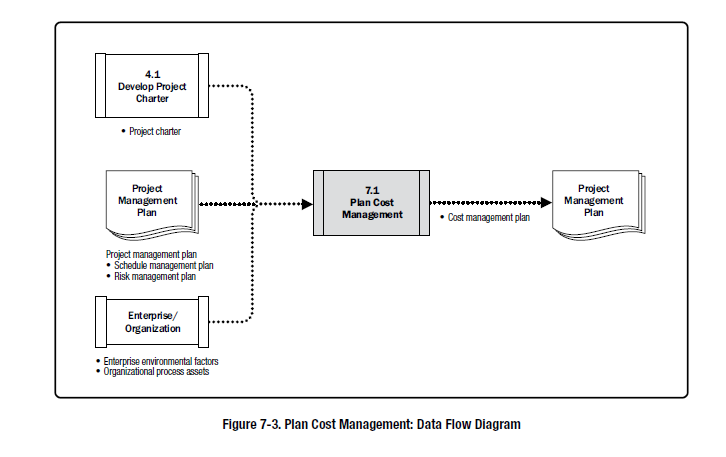 4.1
Develop Project
Charter
• Project charter
Project
Management
Plan
Project management plan
• Schedule management plan
• Risk management plan
Enterprise/
Organization
• Enterprise environmental factors
• Organizational process assets
7.1
Plan Cost
Management
• Cost management plan
Project
Management
Plan
Figure 7-3. Plan Cost Management: Data Flow Diagram